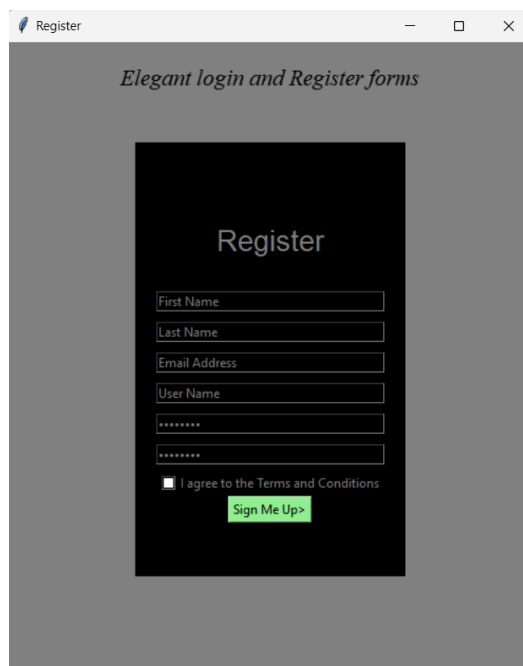 Register
Elegant login and Register forms
Register
First Name
Last Name
Email Address
User Name
••••••••
••••••••
I agree to the Terms and Conditions
Sign Me Up>